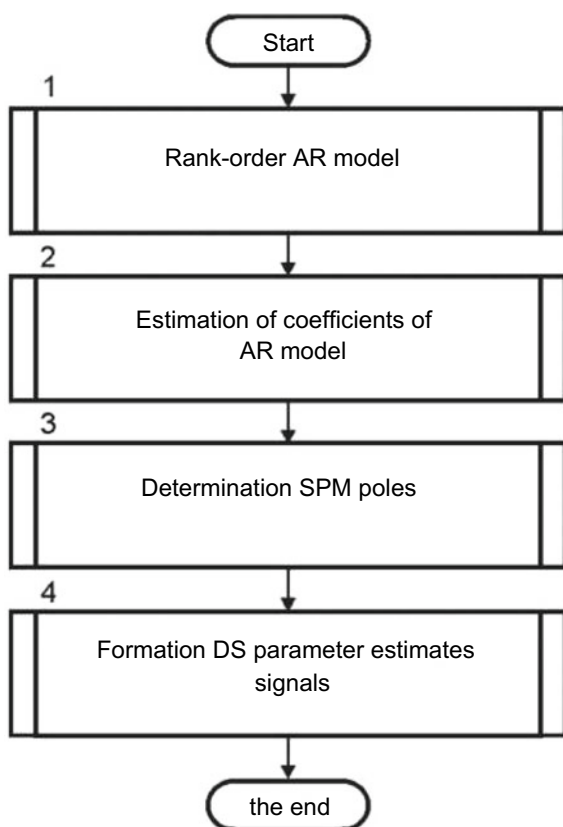 Start
1
Rank-order AR model
2
Estimation of coefficients of
AR model
3
Determination SPM poles
4
Formation DS parameter estimates
signals
the end